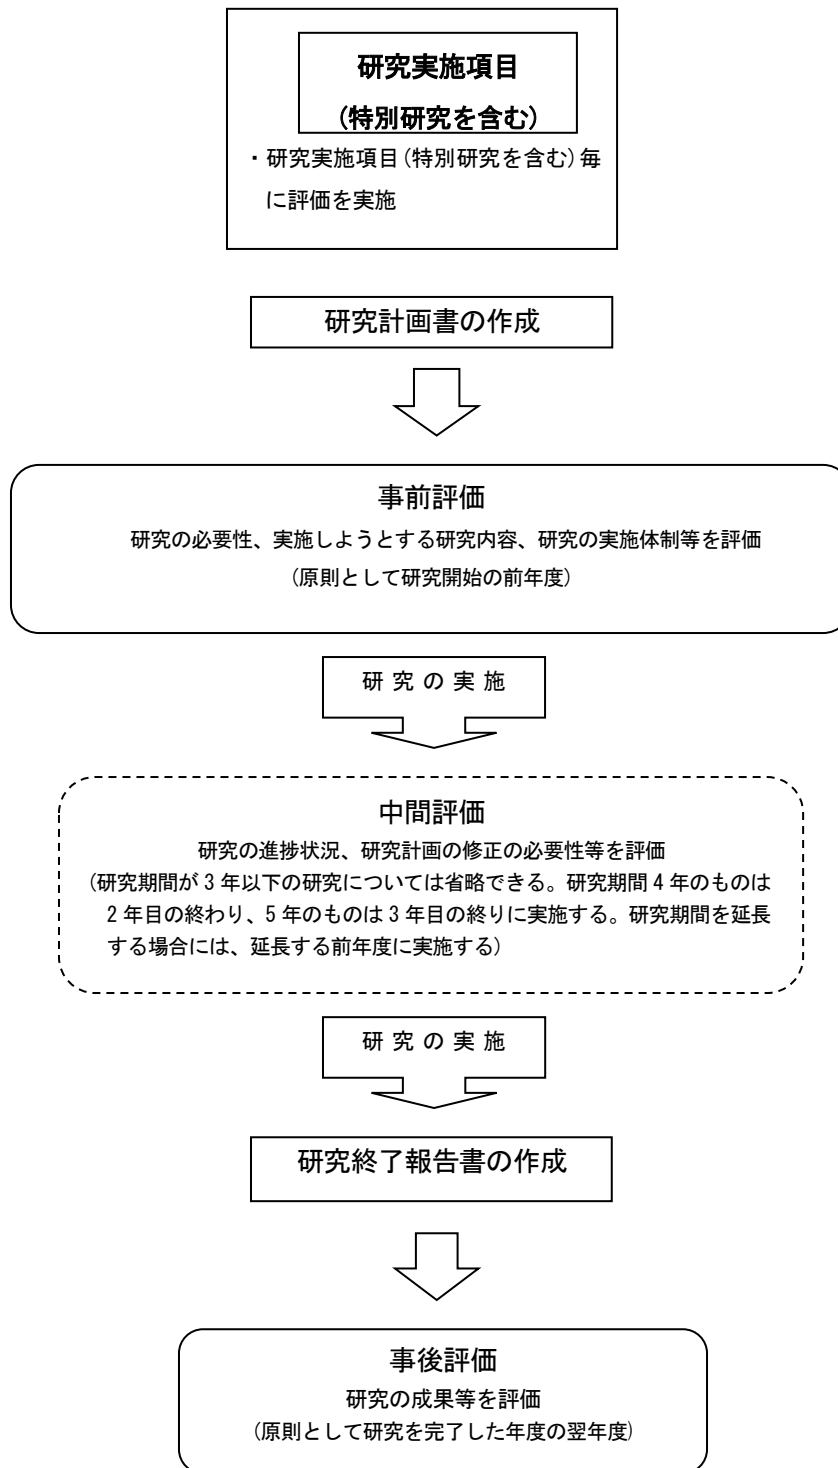 研究実施項目
(特別研究を含む)
・研究実施項目(特別研究を含む)毎
に評価を実施
研究計画書の作成
事前評価
研究の必要性、実施しようとする研究内容、研究の実施体制等を評価
(原則として研究開始の前年度)
研 究 の 実 施
中間評価
研究の進捗状況、研究計画の修正の必要性等を評価
(研究期間が 3 年以下の研究については省略できる。研究期間 4 年のものは
2 年目の終わり、5 年のものは 3 年目の終りに実施する。研究期間を延長
する場合には、延長する前年度に実施する)
研 究 の 実 施
研究終了報告書の作成
事後評価
研究の成果等を評価
(原則として研究を完了した年度の翌年度)